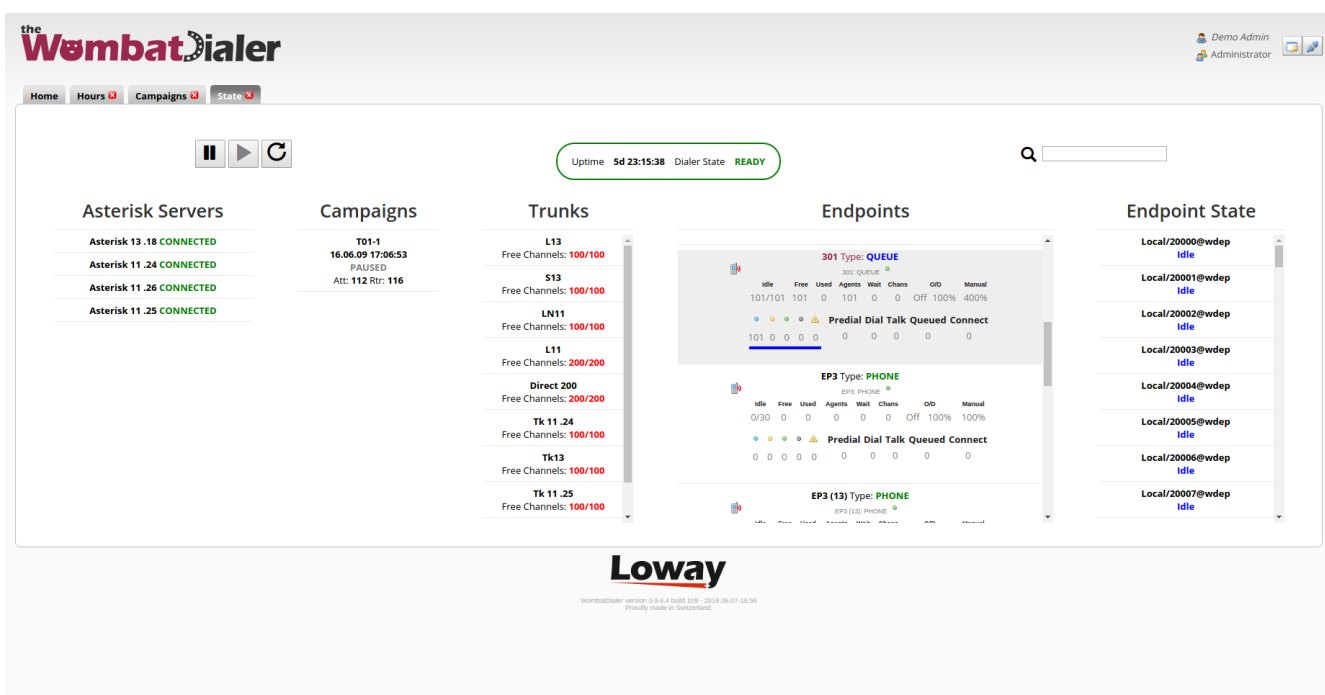 the
WombatDialer
Demo Admin
Administrator
Home Hours Campaigns State
Uptime 5d 23:15:38 Dialer State READY
Asterisk Servers
Asterisk 13 .18 CONNECTED
Asterisk 11 .24 CONNECTED
Asterisk 11 .26 CONNECTED
Asterisk 11 .25 CONNECTED
Campaigns
T01-1
16.06.09 17:06:53
PAUSED
Att: 112 Rtr: 116
Trunks
L13
Free Channels: 100/100
S13
Free Channels: 100/100
LN11
Free Channels: 100/100
L11
Free Channels: 200/200
Direct 200
Free Channels: 200/200
Tk 11 .24
Free Channels: 100/100
Tk13
Free Channels: 100/100
Tk 11 .25
Free Channels: 100/100
Endpoints
301 Type: QUEUE
301: QUEUE
Idle Free Used Agents Wait Chans O/D Manual
101/101 101 0 101 0 0 Off 100% 400%
Predial Dial Talk Queued Connect
101 0 0 0 0 0 0 0 0 0
EP3 Type: PHONE
EP3: PHONE
Idle Free Used Agents Wait Chans O/D Manual
0/30 0 0 0 0 0 Off 100% 100%
Predial Dial Talk Queued Connect
0 0 0 0 0 0 0 0 0 0
EP3 (13) Type: PHONE
EP3 (13): PHONE
Idle Free Used Agents Wait Chans O/D Manual
Endpoint State
Local/20000@wdep
Idle
Local/20001@wdep
Idle
Local/20002@wdep
Idle
Local/20003@wdep
Idle
Local/20004@wdep
Idle
Local/20005@wdep
Idle
Local/20006@wdep
Idle
Local/20007@wdep
Idle
Loway
WombatDialer version 0.9.6.4 build 109 - 2016.06.07-16:56
Proudly made in Switzerland.